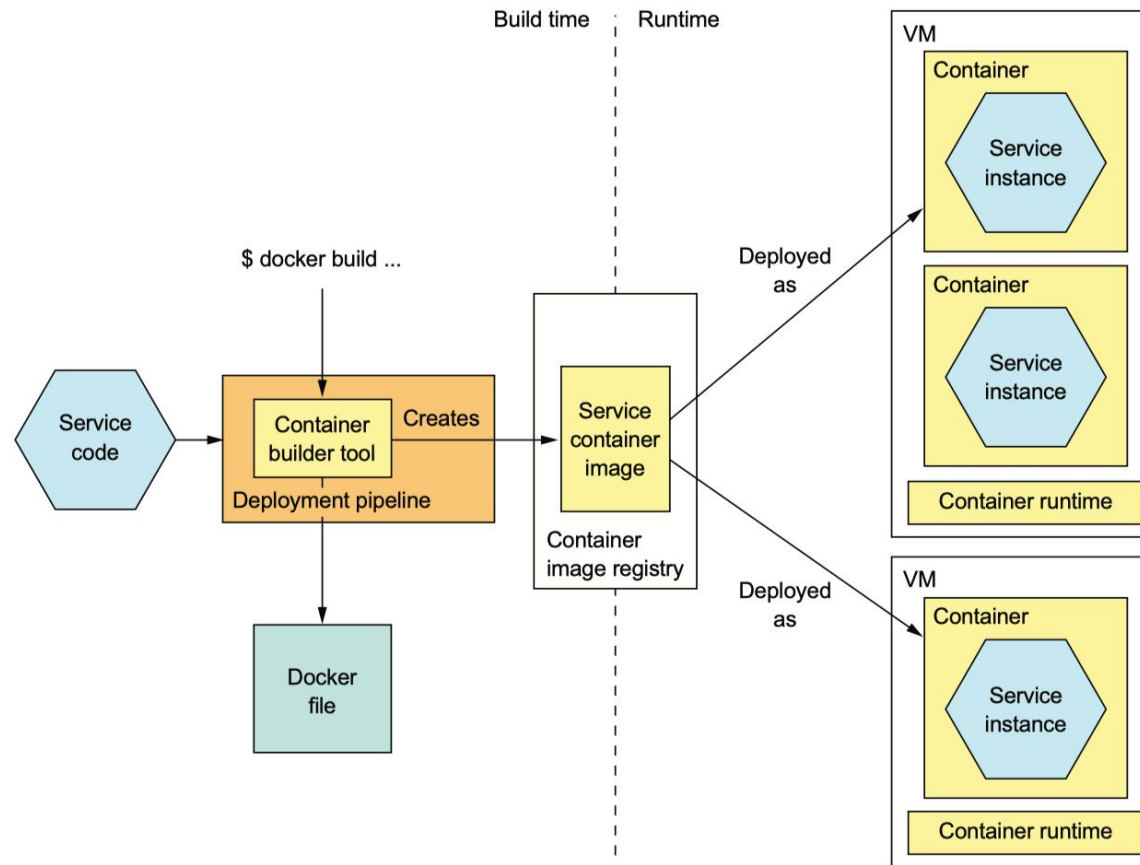 Build time
Runtime
VM
Container
Service
instance
$ docker build ...
Deployed
as
Container
Service
instance
Service
code
Container
builder tool
Creates
Deployment pipeline
Service
container
image
Container
image registry
Container runtime
VM
Deployed
as
Container
Service
instance
Docker
file
Container runtime